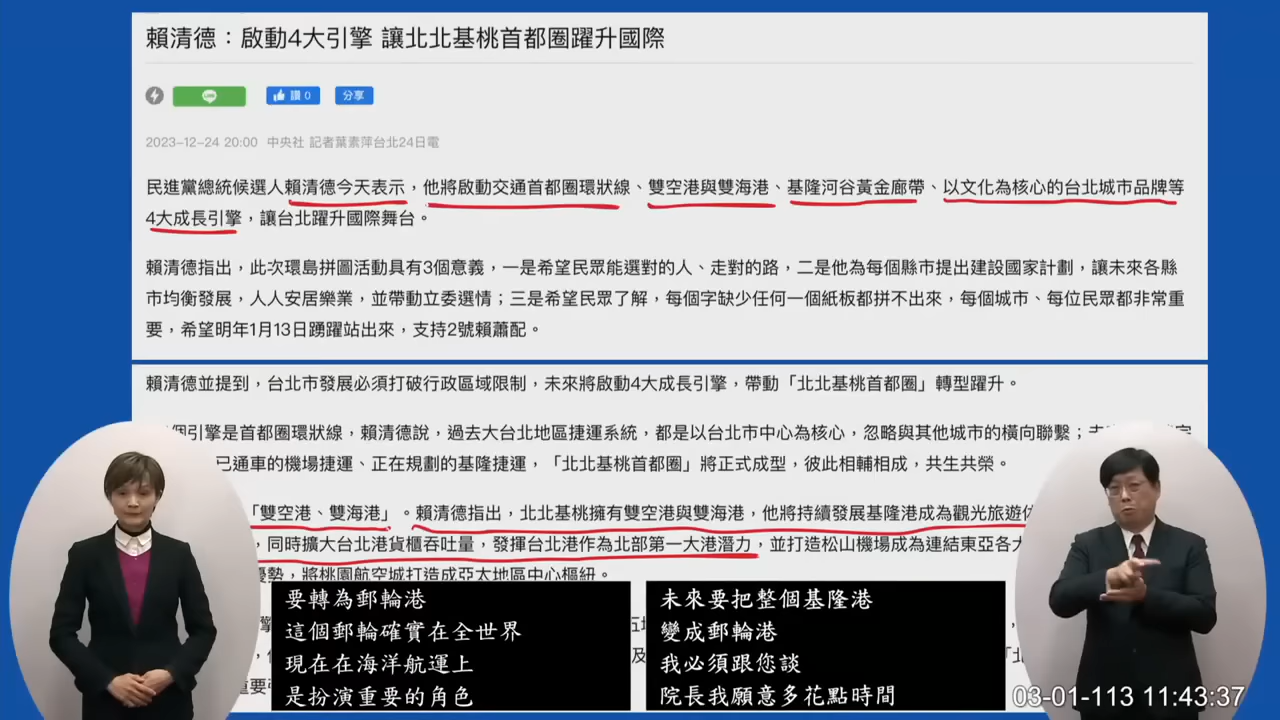 賴清德：啟動4大引擎 讓北北基桃首都圈躍升國際
LINE
讚 0
分享
2023-12-24 20:00 中央社 記者葉素萍台北24日電
民進黨總統候選人賴清德今天表示，他將啟動交通首都圈環狀線、雙空港與雙海港、基隆河谷黃金廊帶、以文化為核心的台北城市品牌等
4大成長引擎，讓台北躍升國際舞台。
賴清德指出，此次環島拼圖活動具有3個意義，一是希望民眾能選對的人、走對的路，二是他為每個縣市提出建設國家計劃，讓未來各縣
市均衡發展，人人安居樂業，並帶動立委選情；三是希望民眾了解，每個字缺少任何一個紙板都拼不出來，每個城市、每位民眾都非常重
要，希望明年1月13日踴躍站出來，支持2號賴蕭配。
賴清德並提到，台北市發展必須打破行政區域限制，未來將啟動4大成長引擎，帶動「北北基桃首都圈」轉型躍升。
個引擎是首都圈環狀線，賴清德說，過去大台北地區捷運系統，都是以台北市中心為核心，忽略與其他城市的橫向聯繫；
已通車的機場捷運、正在規劃的基隆捷運，「北北基桃首都圈」將正式成型，彼此相輔相成，共生共榮。
「雙空港、雙海港」。賴清德指出，北北基桃擁有雙空港與雙海港，他將持續發展基隆港成為觀光旅遊
，同時擴大台北港貨櫃吞吐量，發揮台北港作為北部第一大港潛力，並打造松山機場成為連結東亞各大
優勢，將桃園航空城打造成亞太地區中心樞紐。
要轉為郵輪港
這個郵輪確實在全世界
現在在海洋航運上
是扮演重要的角色
未來要把整個基隆港
變成郵輪港
我必須跟您談
院長我願意多花點時間
03-01-113 11:43:37